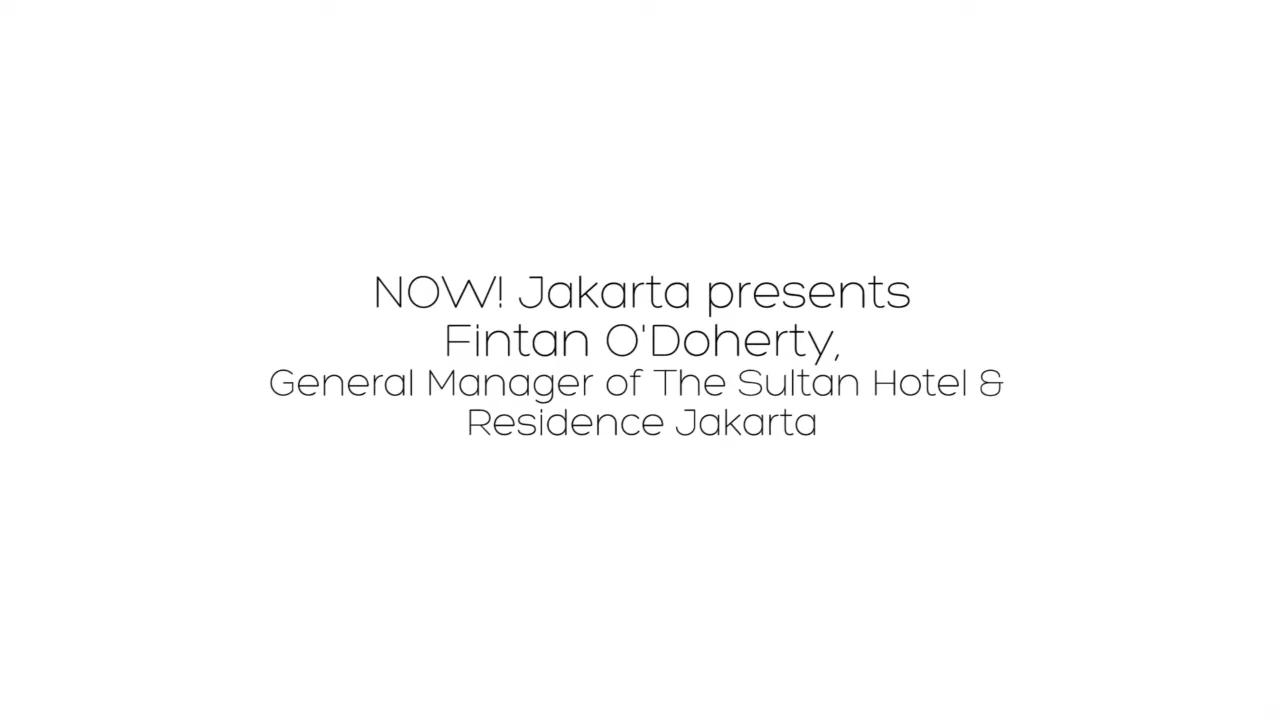 NOW! Jakarta presents
Fintan O'Doherty,
General Manager of The Sultan Hotel &
Residence Jakarta